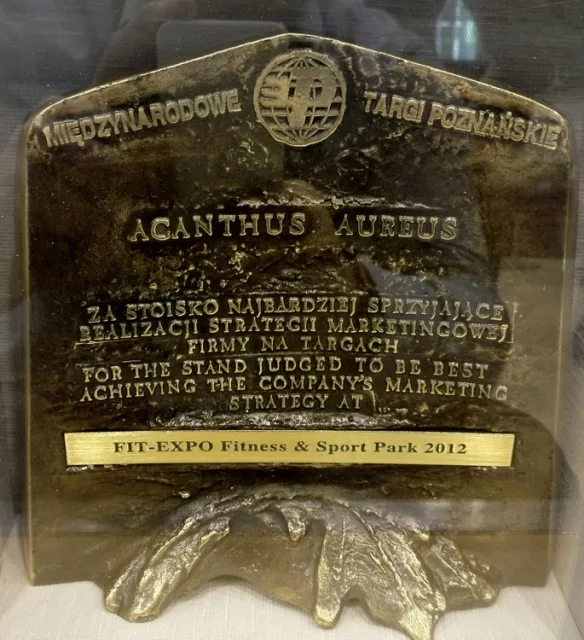 MIĘDZYNARODOWE TARGI POZNAŃSKIE
ACANTHUS AUREUS
ZA STOISKO NAJBARDZIEJ SPRZYJAJĄCE
REALIZACJI STRATEGII MARKETINGOWEJ
FIRMY NA TARGACH
FOR THE STAND JUDGED TO BE BEST
ACHIEVING THE COMPANY'S MARKETING
STRATEGY AT
FIT-EXPO Fitness & Sport Park 2012